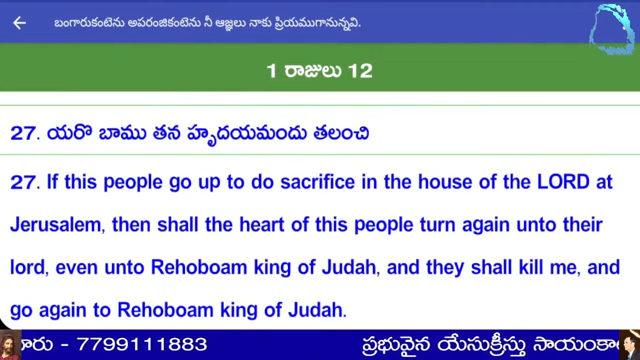 బంగారుకంటెను అపరంజికంటెను నీ ఆజ్ఞలు నాకు ప్రియముగానున్నవి.
1 రాజులు 12
27. యరొ బాము తన హృదయమందు తలంచి
27. If this people go up to do sacrifice in the house of the LORD at
Jerusalem, then shall the heart of this people turn again unto their
lord, even unto Rehoboam king of Judah, and they shall kill me, and
go again to Rehoboam king of Judah.
గారు - 7799111883 ప్రభువైన యేసుక్రీస్తు సాయంకా